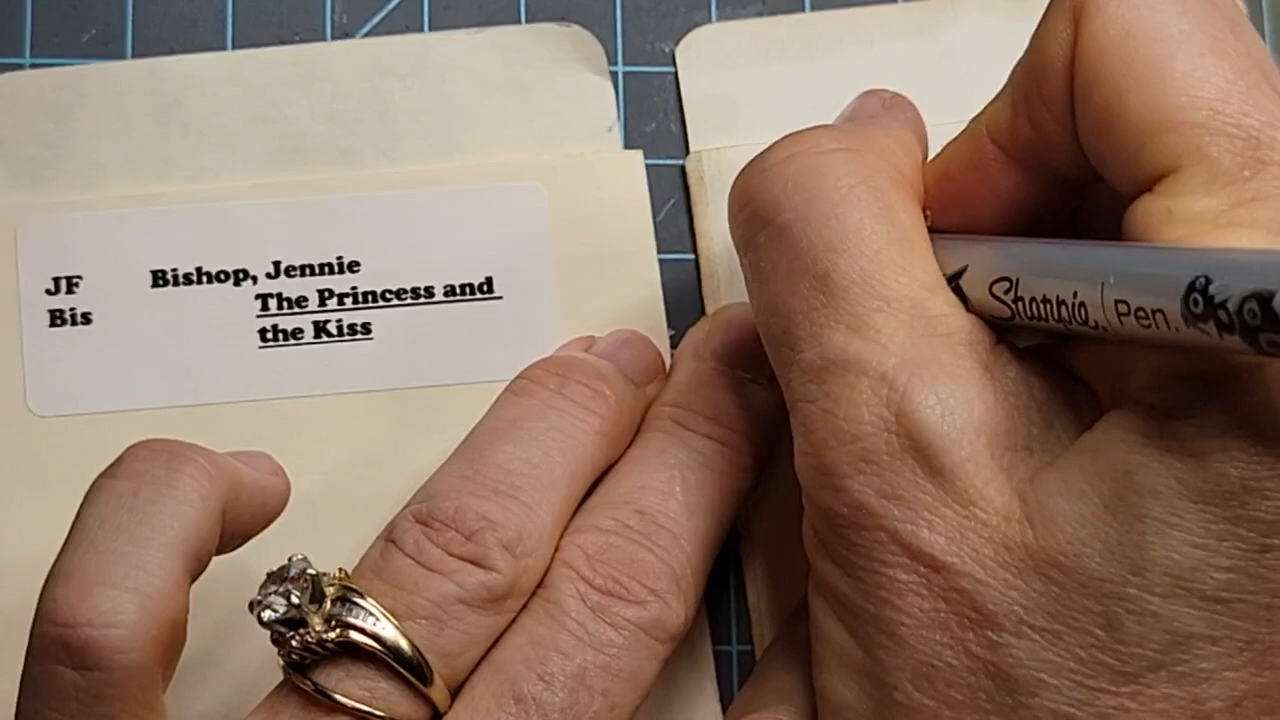 JF Bishop, Jennie
Bis The Princess and
the Kiss
Sharpie. Pen.